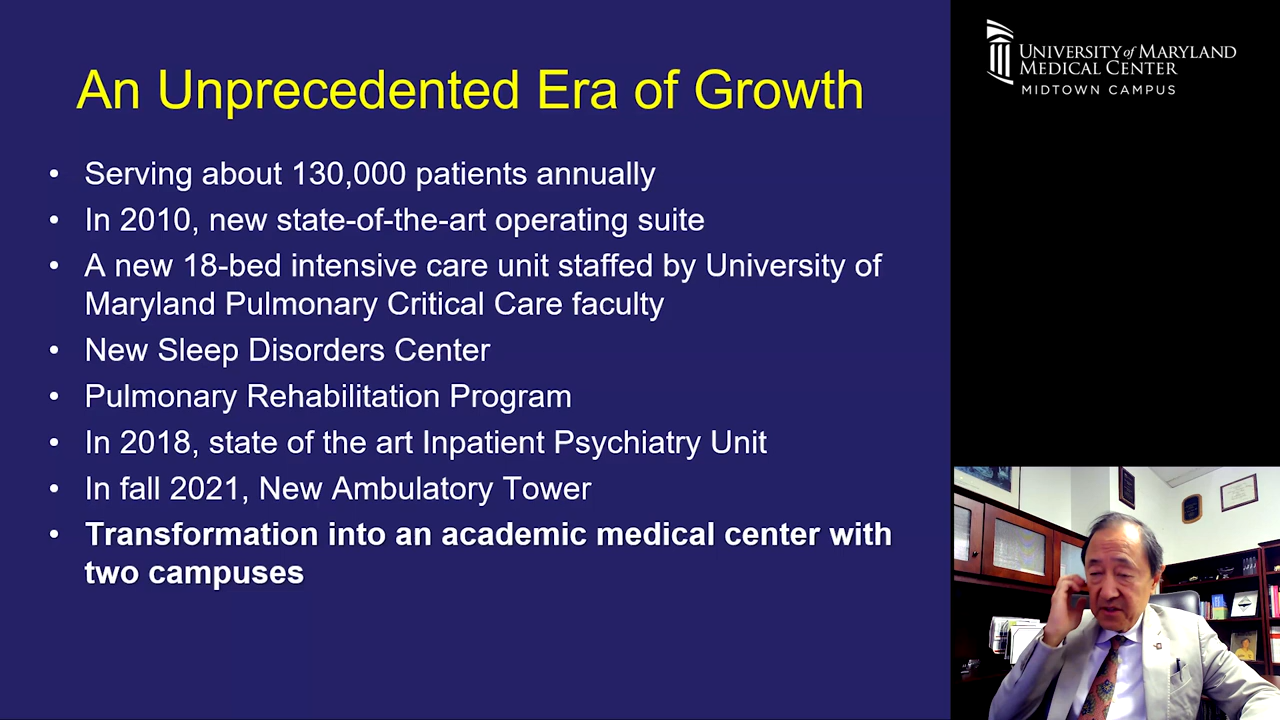 An Unprecedented Era of Growth
• Serving about 130,000 patients annually
• In 2010, new state-of-the-art operating suite
• A new 18-bed intensive care unit staffed by University of
Maryland Pulmonary Critical Care faculty
• New Sleep Disorders Center
• Pulmonary Rehabilitation Program
• In 2018, state of the art Inpatient Psychiatry Unit
• In fall 2021, New Ambulatory Tower
• Transformation into an academic medical center with
two campuses
UNIVERSITY of MARYLAND
MEDICAL CENTER
MIDTOWN CAMPUS